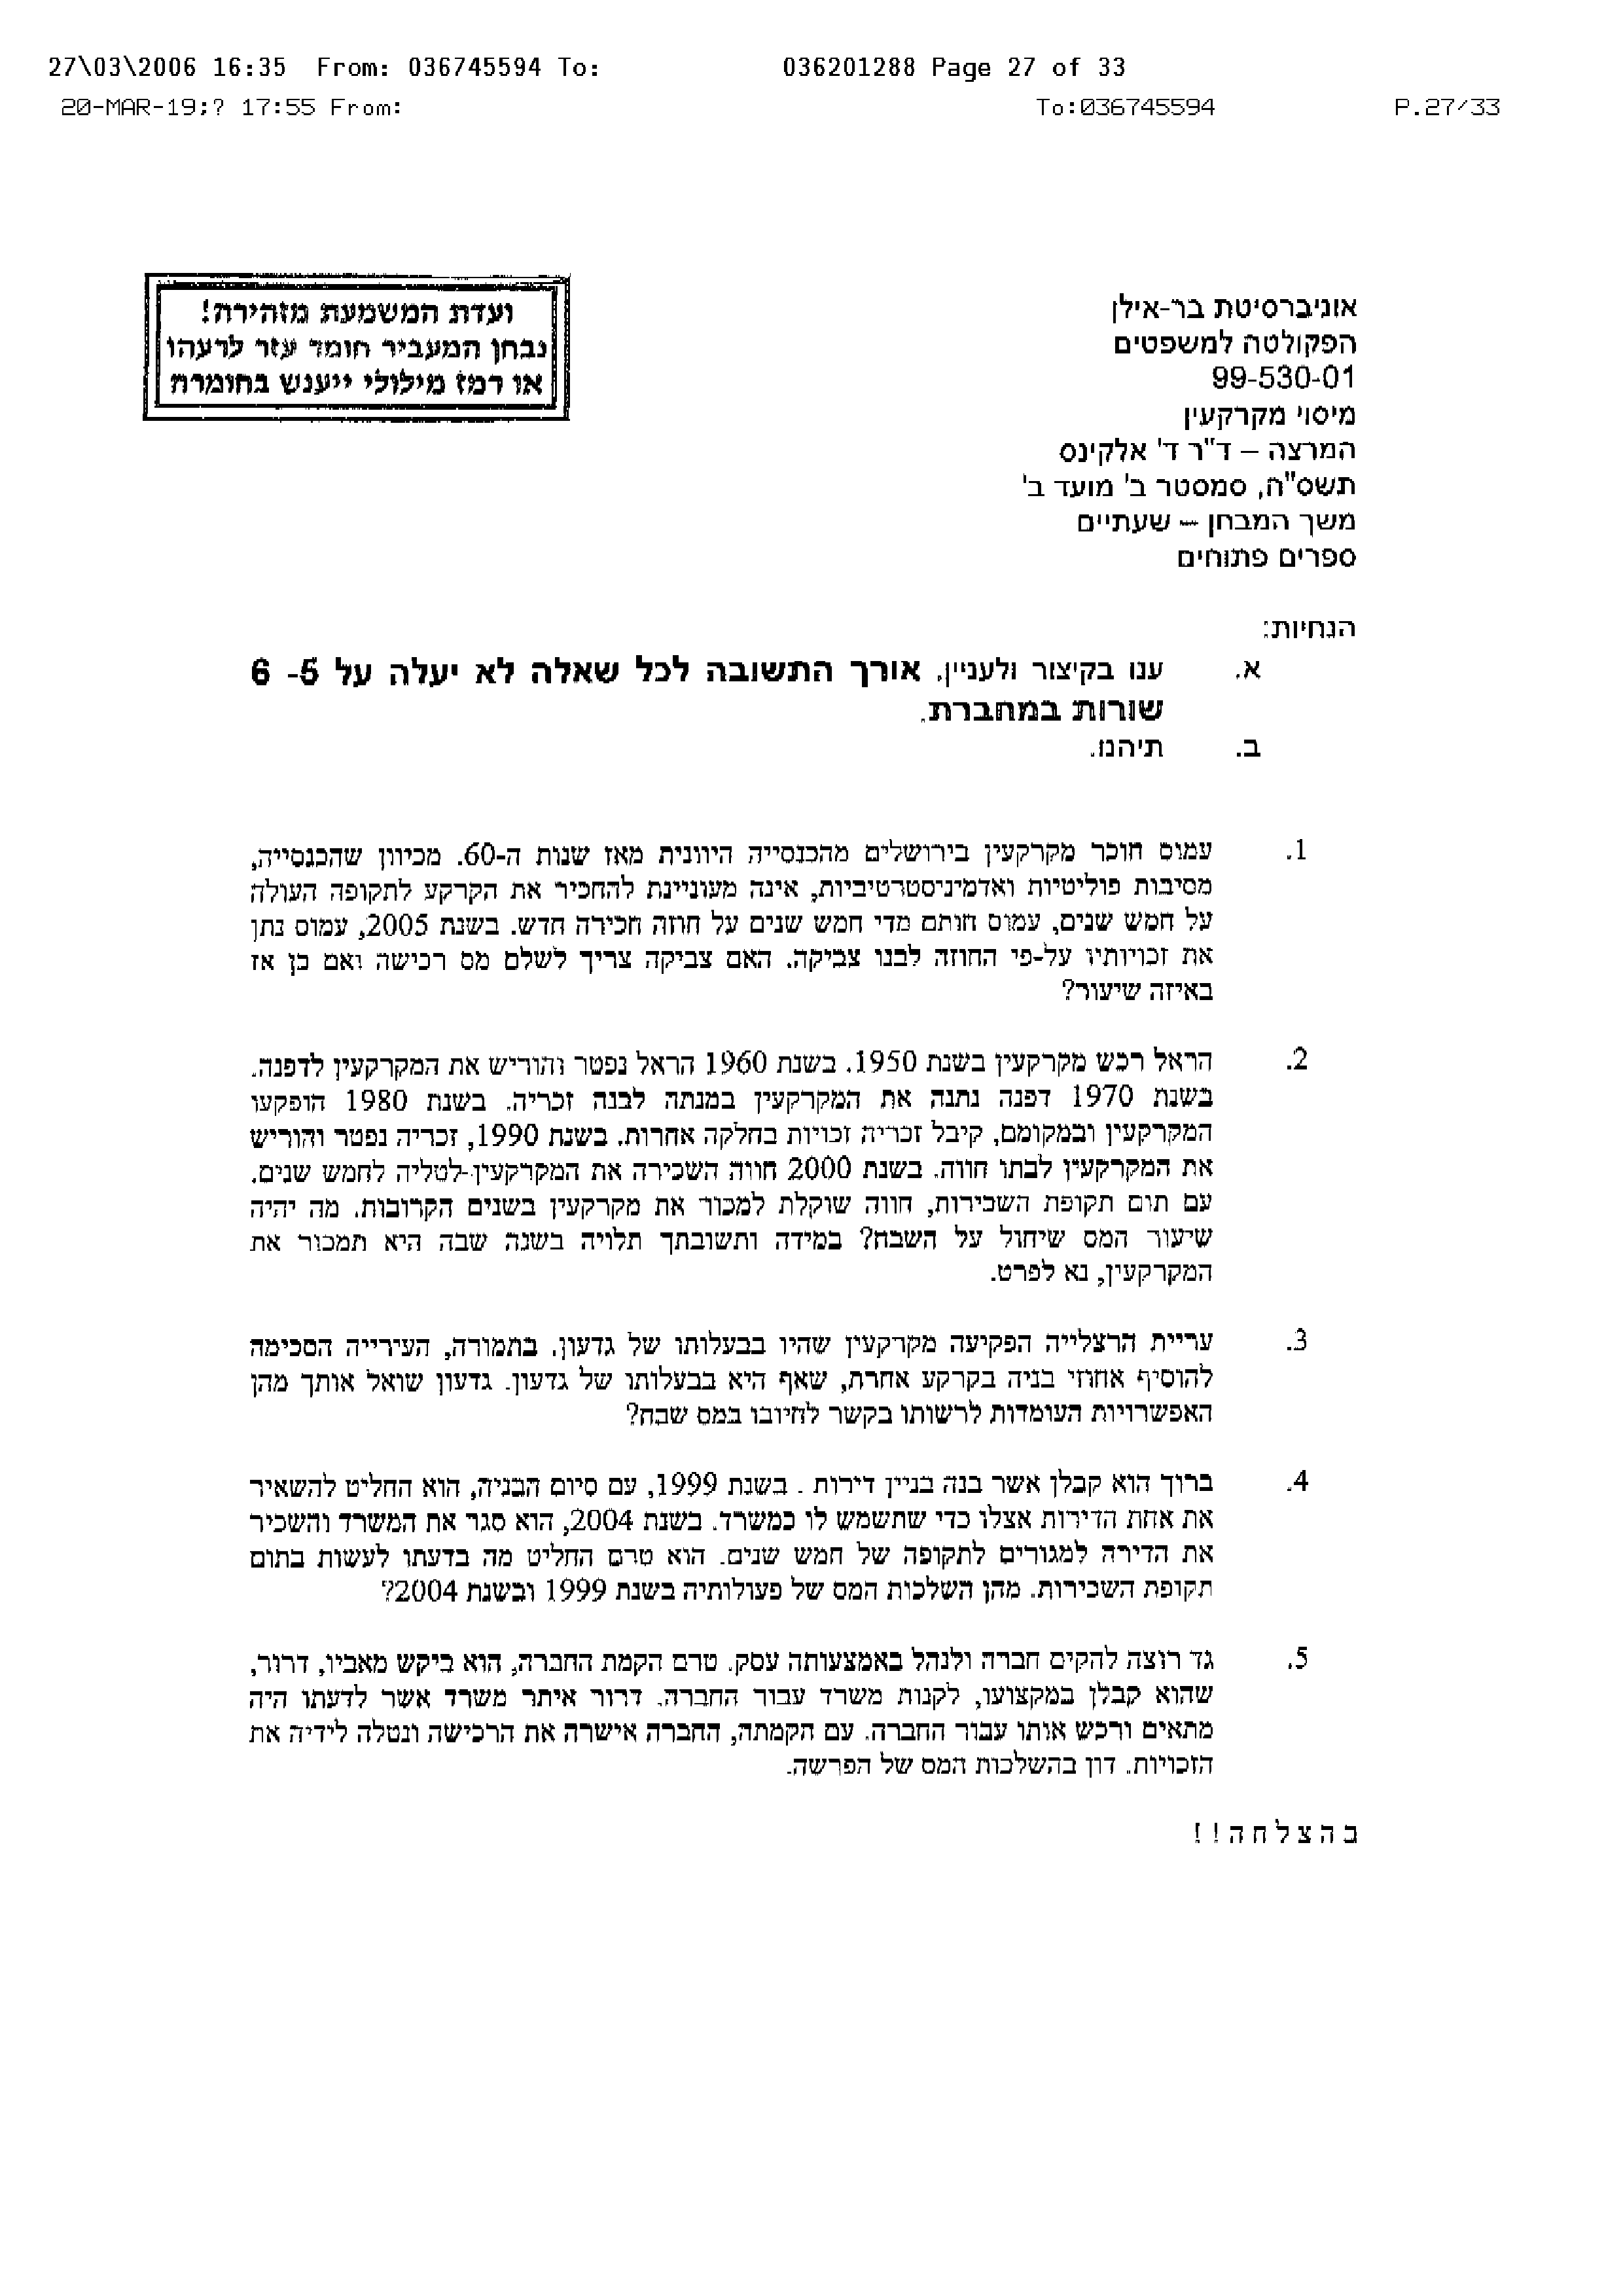 27\03\2006 16:35 From: 036745594 To: 036201288 Page 27 of 33
20-MAR-19;? 17:55 From: To:036745594 P.27/33
ועדת המשמעת מזהירה!
נבחן המעביר חומר עזר לרעהו
או רמז מילולי ייענש בחומרה
אוניברסיטת בר-אילן
הפקולטה למשפטים
99-530-01
מיסוי מקרקעין
המרצה – ד"ר ד' אלקינס
תשס"ה, סמסטר ב' מועד ב'
משך המבחן – שעתיים
ספרים פתוחים
הנחיות:
א. ענו בקיצור ולעניין. אורך התשובה לכל שאלה לא יעלה על 5- 6
שורות במחברת.
ב. תיהנו.
1. עמוס חוכר מקרקעין בירושלים מהכנסייה היוונית מאז שנות ה-60. מכיוון שהכנסייה,
מסיבות פוליטיות ואדמיניסטרטיביות, אינה מעוניינת להחכיר את הקרקע לתקופה העולה
על חמש שנים, עמוס חותם מדי חמש שנים על חוזה חכירה חדש. בשנת 2005, עמוס נתן
את זכויותיו על-פי החוזה לבנו צביקה. האם צביקה צריך לשלם מס רכישה ואם כן אז
באיזה שיעור?
2. הראל רכש מקרקעין בשנת 1950. בשנת 1960 הראל נפטר והוריש את המקרקעין לדפנה.
בשנת 1970 דפנה נתנה את המקרקעין במתנה לבנה זכריה. בשנת 1980 הופקעו
המקרקעין ובמקומם, קיבל זכריה זכויות בחלקה אחרות. בשנת 1990, זכריה נפטר והוריש
את המקרקעין לבתו חווה. בשנת 2000 חווה השכירה את המקרקעין-לטליה לחמש שנים.
עם תום תקופת השכירות, חווה שוקלת למכור את מקרקעין בשנים הקרובות. מה יהיה
שיעור המס שיחול על השבח? במידה ותשובתך תלויה בשנה שבה היא תמכור את
המקרקעין, נא לפרט.
3. עריית הרצלייה הפקיעה מקרקעין שהיו בבעלותו של גדעון. בתמורה, העירייה הסכימה
להוסיף אחוזי בניה בקרקע אחרת, שאף היא בבעלותו של גדעון. גדעון שואל אותך מהן
האפשרויות העומדות לרשותו בקשר לחיובו במס שבח?
4. ברוך הוא קבלן אשר בנה בניין דירות . בשנת 1999, עם סיום הבניה, הוא החליט להשאיר
את אחת הדירות אצלו כדי שתשמש לו כמשרד. בשנת 2004, הוא סגר את המשרד והשכיר
את הדירה למגורים לתקופה של חמש שנים. הוא טרם החליט מה בדעתו לעשות בתום
תקופת השכירות. מהן השלכות המס של פעולותיה בשנת 1999 ובשנת 2004?
5. גד רוצה להקים חברה ולנהל באמצעותה עסק. טרם הקמת החברה, הוא ביקש מאביו, דרור,
שהוא קבלן במקצועו, לקנות משרד עבור החברה. דרור איתר משרד אשר לדעתו היה
מתאים ורכש אותו עבור החברה. עם הקמתה, החברה אישרה את הרכישה ונטלה לידיה את
הזכויות. דון בהשלכות המס של הפרשה.
ב ה צ ל ח ה ! !